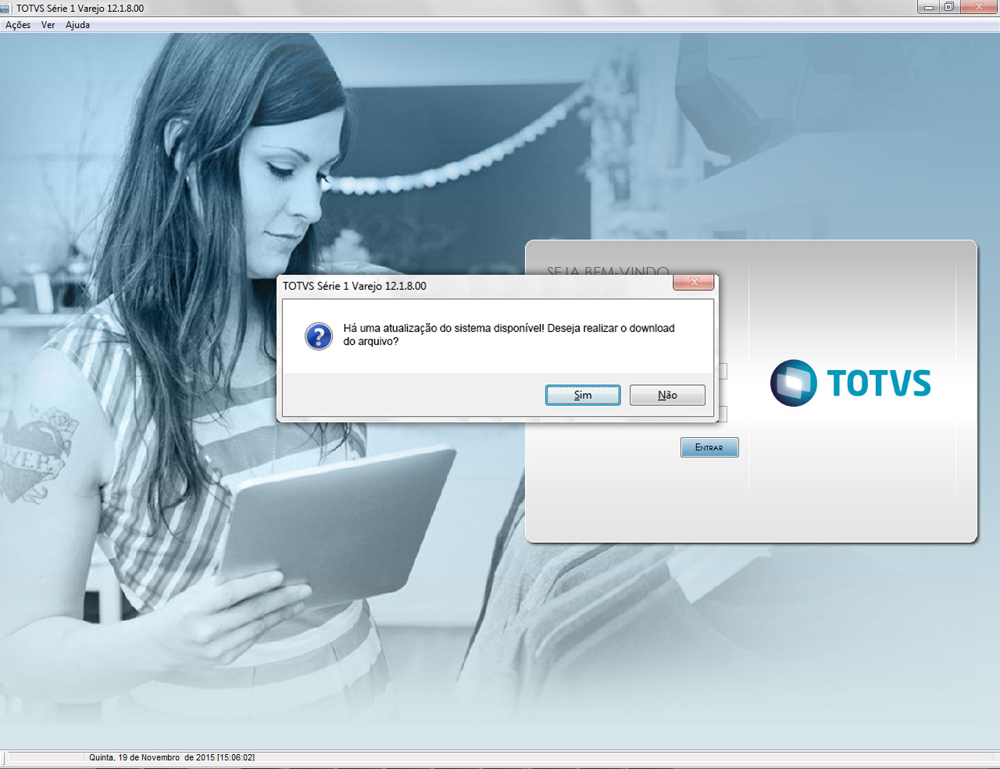 TOTVS Série 1 Varejo 12.1.8.00
Ações Ver Ajuda
SEJA BEM-VINDO
TOTVS Série 1 Varejo 12.1.8.00
Há uma atualização do sistema disponível! Deseja realizar o download
do arquivo?
Sim Não
TOTVS
ENTRAR
Quinta, 19 de Novembro de 2015 [15:06:02]